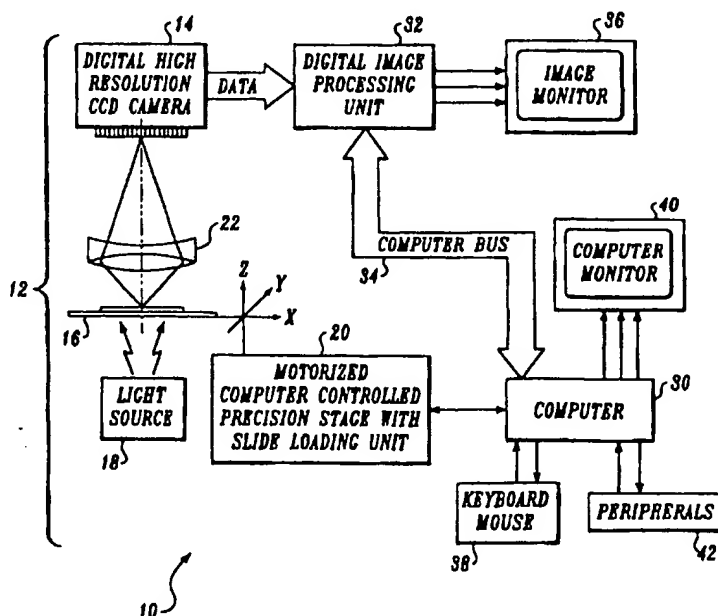 14
DIGITAL HIGH
RESOLUTION
CCD CAMERA
DATA
32
DIGITAL IMAGE
PROCESSING
UNIT
36
IMAGE
MONITOR
22
12
Z
Y
X
16
COMPUTER BUS
34
40
COMPUTER
MONITOR
20
MOTORIZED
COMPUTER CONTROLLED
PRECISION STAGE WITH
SLIDE LOADING UNIT
LIGHT
SOURCE
18
30
COMPUTER
KEYBOARD
MOUSE
38
PERIPRERALS
42
10